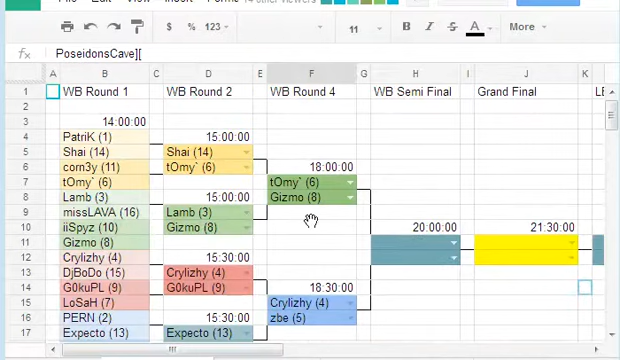 14 other viewers
$ % 123 11 B I S A More
fx PoseidonsCave][
A B C D E F G H I J K L
1 WB Round 1 WB Round 2 WB Round 4 WB Semi Final Grand Final
2
3 14:00:00
4 PatriK (1) 15:00:00
5 Shai (14) Shai (14)
6 corn3y (11) tOmy` (6) 18:00:00
7 tOmy` (6) tOmy` (6)
8 Lamb (3) 15:00:00 Gizmo (8)
9 missLAVA (16) Lamb (3)
10 iiSpyz (10) Gizmo (8) 20:00:00 21:30:00
11 Gizmo (8) 15:30:00
12 Crylizhy (4)
13 DjBoDo (15) Crylizhy (4)
14 G0kuPL (9) G0kuPL (9) 18:30:00
15 LoSaH (7) Crylizhy (4)
16 PERN (2) 15:30:00 zbe (5)
17 Expecto (13) Expecto (13)